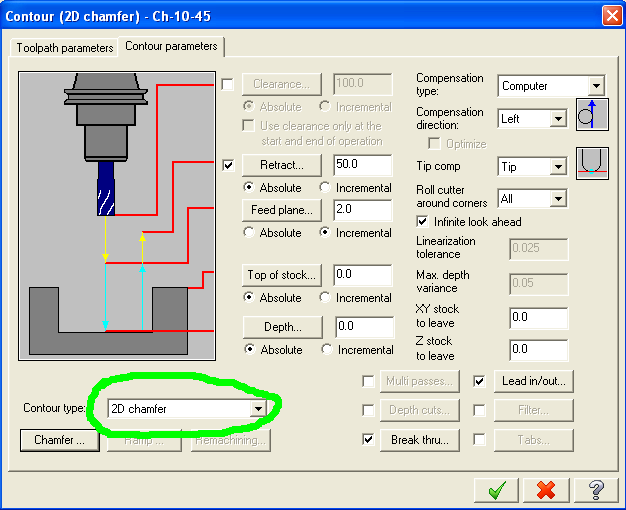 Contour (2D chamfer) - Ch-10-45
Toolpath parameters
Contour parameters
Clearance...
100.0
Absolute
Incremental
Use clearance only at the
start and end of operation
Retract...
50.0
Absolute
Incremental
Feed plane...
2.0
Absolute
Incremental
Top of stock...
0.0
Absolute
Incremental
Depth...
0.0
Absolute
Incremental
Compensation
type:
Computer
Compensation
direction:
Left
Optimize
Tip comp
Tip
Roll cutter
around corners
All
Infinite look ahead
Linearization
tolerance
0.025
Max. depth
variance
0.05
XY stock
to leave
0.0
Z stock
to leave
0.0
Contour type:
2D chamfer
Chamfer ...
Ramp ...
Remachining...
Multi passes...
Lead in/out...
Depth cuts...
Filter...
Break thru...
Tabs...
?